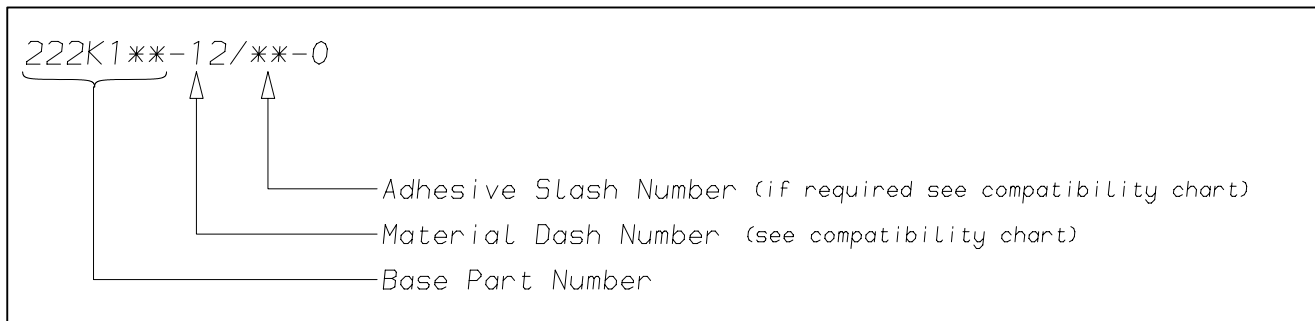 222K1**-12/**-0
Adhesive Slash Number (if required see compatibility chart)
Material Dash Number (see compatibility chart)
Base Part Number